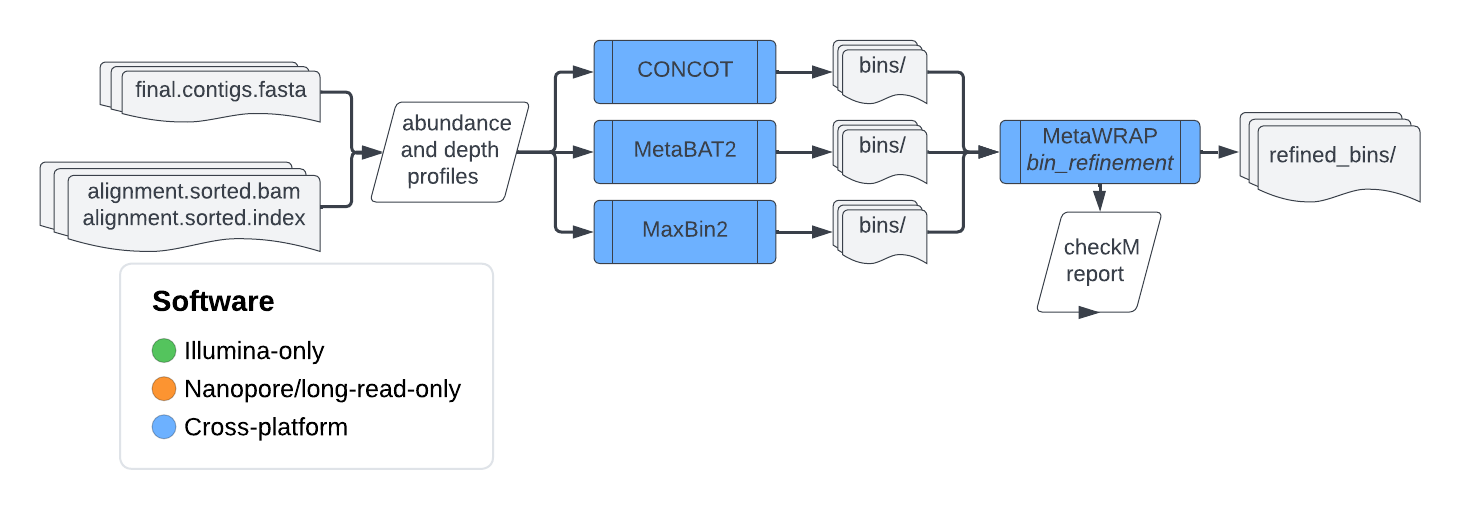 final.contigs.fasta
alignment.sorted.bam
alignment.sorted.index
abundance
and depth
profiles
CONCOT
MetaBAT2
MaxBin2
bins/
bins/
bins/
MetaWRAP
bin_refinement
refined_bins/
checkM
report
Software
Illumina-only
Nanopore/long-read-only
Cross-platform